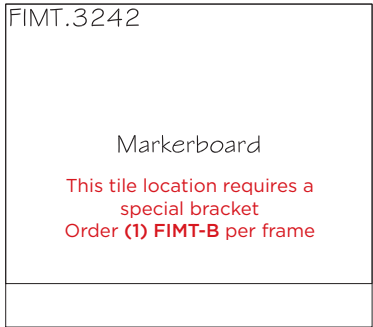 FIMT.3242
Markerboard
This tile location requires a
special bracket
Order (1) FIMT-B per frame